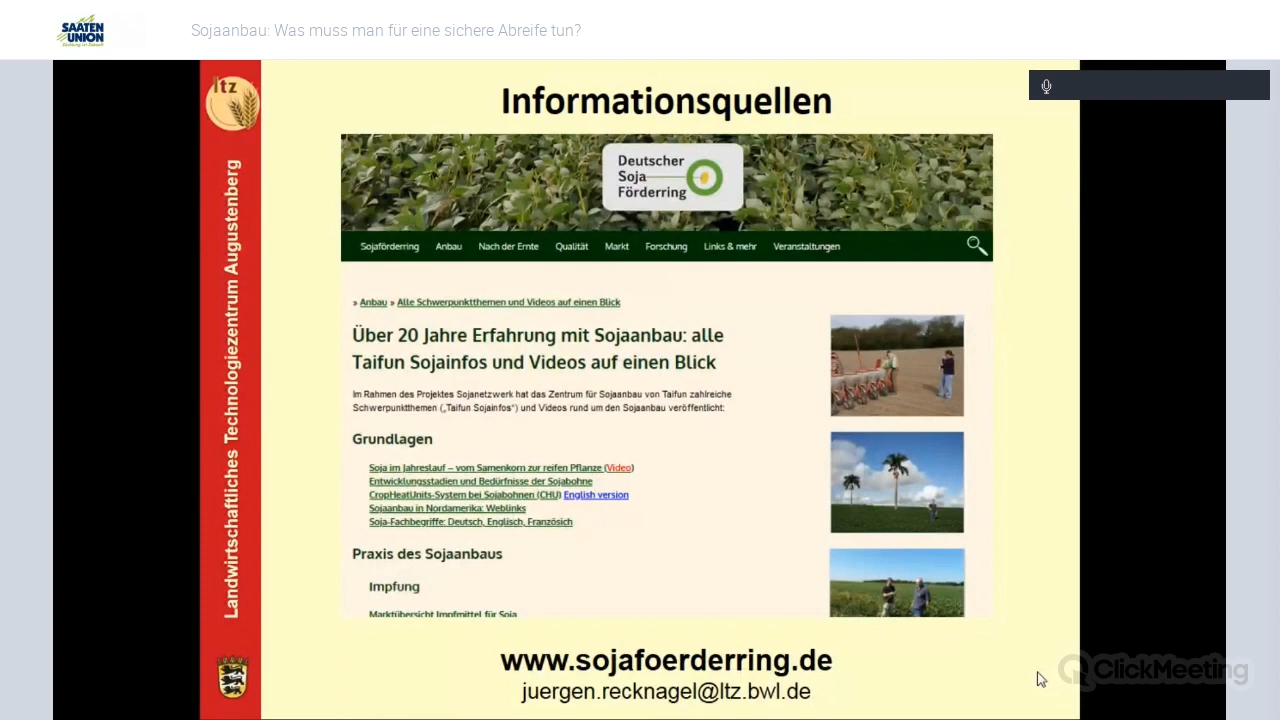 SAATEN
UNION
Züchtung ist Zukunft
Sojaanbau: Was muss man für eine sichere Abreife tun?
ltz
Landwirtschaftliches Technologiezentrum Augustenberg
Informationsquellen
Deutscher
Soja
Förderring
Sojaförderring Anbau Nach der Ernte Qualität Markt Forschung Links & mehr Veranstaltungen
» Anbau » Alle Schwerpunktthemen und Videos auf einen Blick
Über 20 Jahre Erfahrung mit Sojaanbau: alle
Taifun Sojainfos und Videos auf einen Blick
Im Rahmen des Projektes Sojanetzwerk hat das Zentrum für Sojaanbau von Taifun zahlreiche
Schwerpunktthemen („Taifun Sojainfos“) und Videos rund um den Sojaanbau veröffentlicht:
Grundlagen
Soja im Jahreslauf – vom Samenkorn zur reifen Pflanze (Video)
Entwicklungsstadien und Bedürfnisse der Sojabohne
CropHeatUnits-System bei Sojabohnen (CHU) English version
Sojaanbau in Nordamerika: Weblinks
Soja-Fachbegriffe: Deutsch, Englisch, Französich
Praxis des Sojaanbaus
Impfung
Marktübersicht Impfmittel für Soja
www.sojafoerderring.de
juergen.recknagel@ltz.bwl.de
ClickMeeting